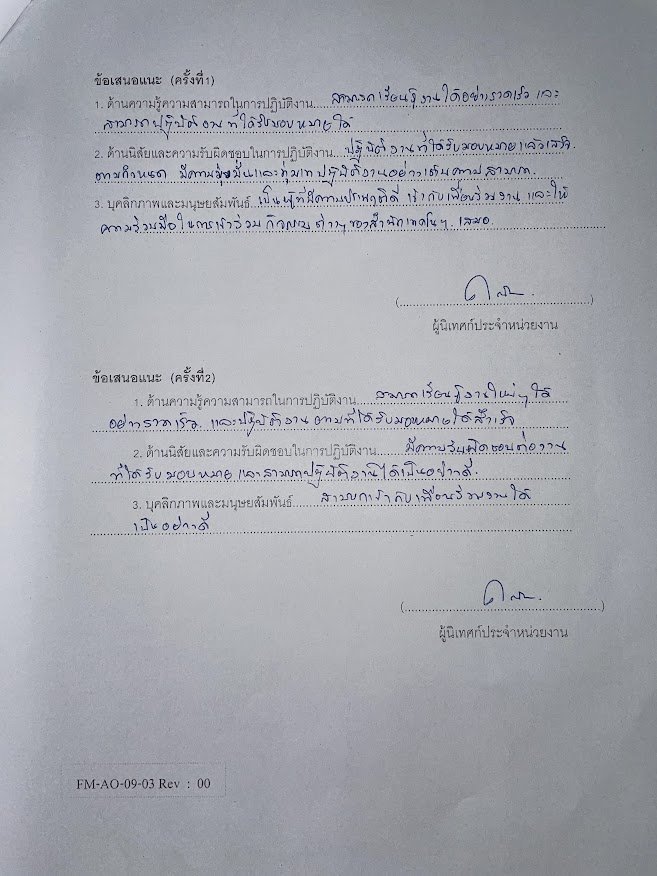 ข้อเสนอแนะ (ครั้งที่1)
1. ด้านความรู้ความสามารถในการปฏิบัติงาน....สามารถเรียนรู้งานได้อย่างรวดเร็ว และ
สามารถปฏิบัติงานที่ได้รับมอบหมายได้
2. ด้านนิสัยและความรับผิดชอบในการปฏิบัติงาน....ปฏิบัติงานที่ได้รับมอบหมายแล้วเสร็จ
ตามกำหนด มีความมุ่งมั่นและทุ่มเทปฏิบัติงานอย่างเต็มความสามารถ.
3. บุคลิกภาพและมนุษยสัมพันธ์..เป็นผู้ที่มีความประพฤติดี เข้ากับเพื่อนร่วมงาน และให้
ความร่วมมือในการเข้าร่วมกิจกรรมต่างๆของสำนักเทคโนฯ เสมอ
(..............................)
ผู้นิเทศก์ประจำหน่วยงาน
ข้อเสนอแนะ (ครั้งที่2)
1. ด้านความรู้ความสามารถในการปฏิบัติงาน....สามารถเรียนรู้งานใหม่ๆ ได้
อย่างรวดเร็ว และปฏิบัติงานตามที่ได้รับมอบหมายได้สำเร็จ
2. ด้านนิสัยและความรับผิดชอบในการปฏิบัติงาน....มีความรับผิดชอบต่องาน
ที่ได้รับมอบหมาย และสามารถปฏิบัติงานได้เป็นอย่างดี.
3. บุคลิกภาพและมนุษยสัมพันธ์....สามารถเข้ากับเพื่อนร่วมงานได้
เป็นอย่างดี
(..............................)
ผู้นิเทศก์ประจำหน่วยงาน
FM-AO-09-03 Rev : 00